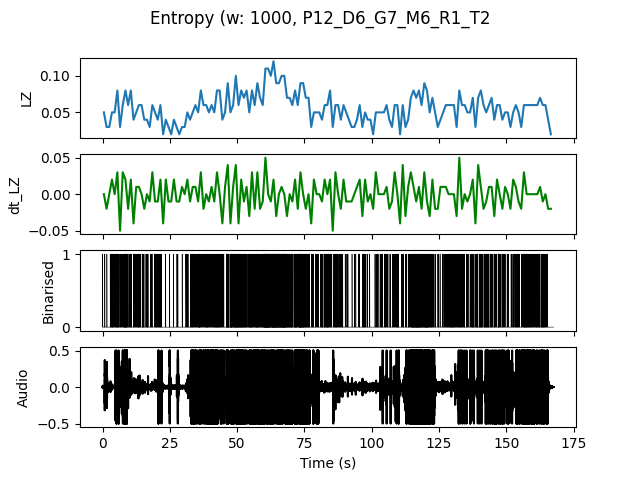 Entropy (w: 1000, P12_D6_G7_M6_R1_T2
0.10
0.05
LZ
0.05
0.00
−0.05
dt_LZ
1
0
Binarised
0.5
0.0
−0.5
Audio
0 25 50 75 100 125 150 175
Time (s)